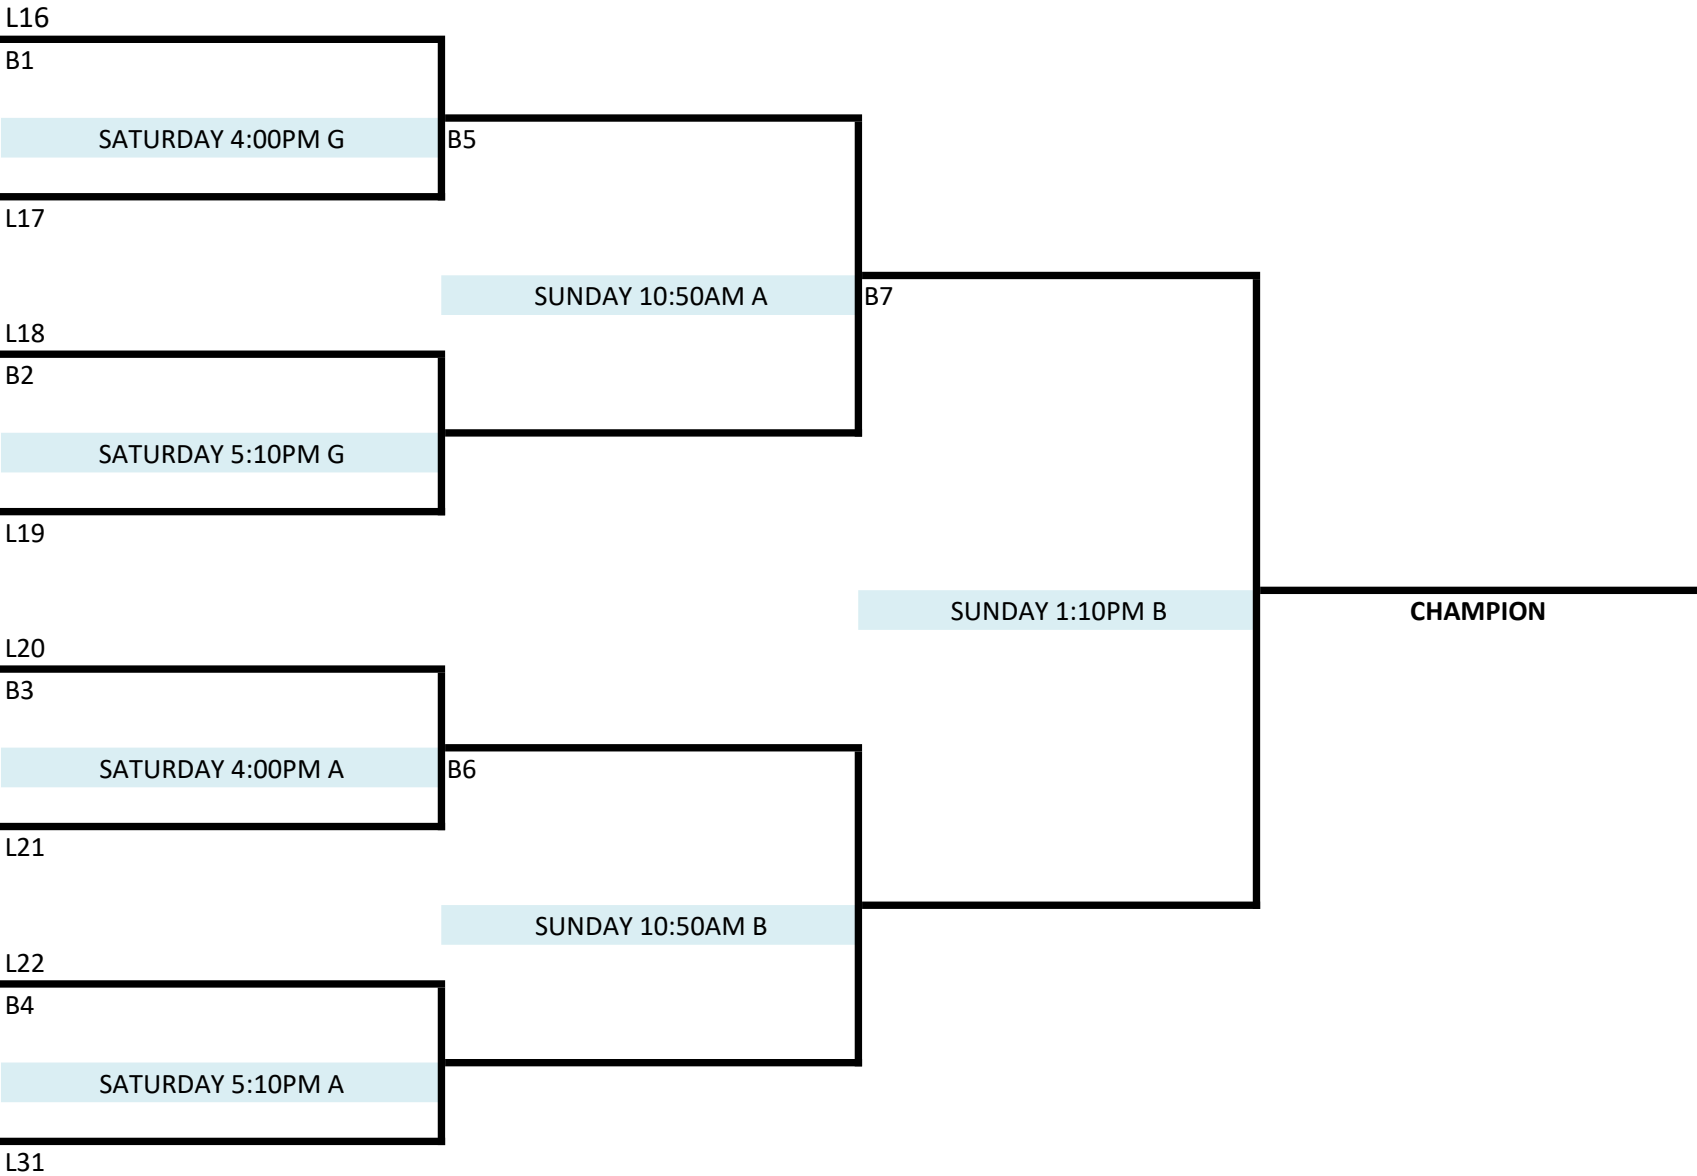 L16
B1
SATURDAY 4:00PM G
B5
L17
SUNDAY 10:50AM A
B7
L18
B2
SATURDAY 5:10PM G
L19
SUNDAY 1:10PM B
CHAMPION
L20
B3
SATURDAY 4:00PM A
B6
L21
SUNDAY 10:50AM B
L22
B4
SATURDAY 5:10PM A
L31